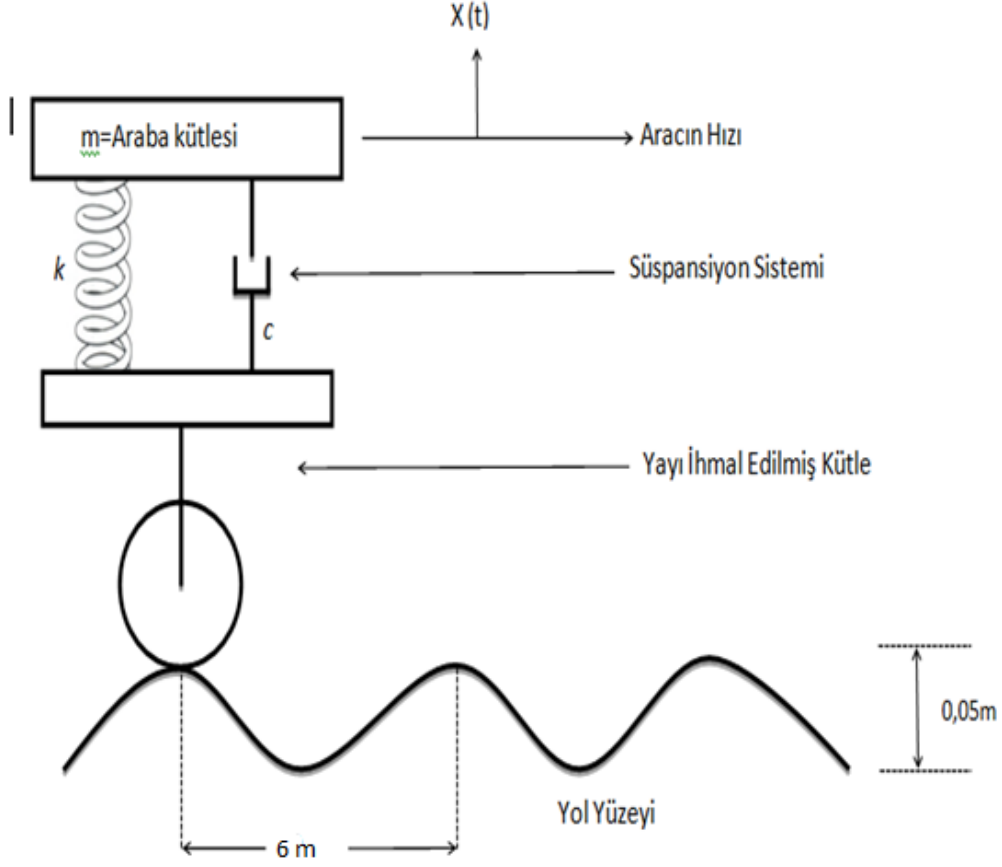 X (t)
m=Araba kütlesi
Aracın Hızı
k
Süspansiyon Sistemi
c
Yayı İhmal Edilmiş Kütle
0,05m
Yol Yüzeyi
6 m